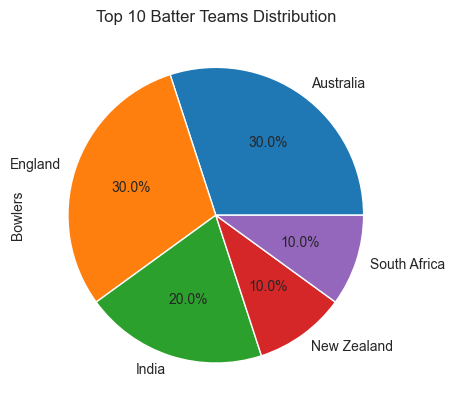 Top 10 Batter Teams Distribution
Australia
30.0%
England
30.0%
Bowlers
10.0%
South Africa
20.0%
10.0%
New Zealand
India